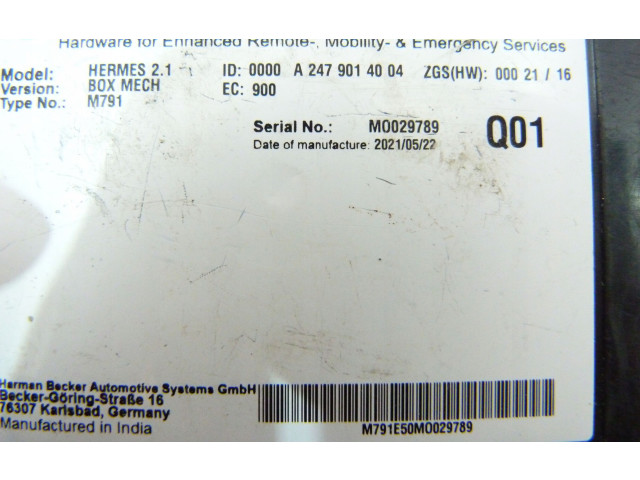 Hardware for Enhanced Remote-, Mobility- & Emergency Services
Model: HERMES 2.1 ID: 0000 A 247 901 40 04 ZGS(HW): 000 21 / 16
Version: BOX MECH EC: 900
Type No.: M791
Serial No.: MO029789 Q01
Date of manufacture: 2021/05/22
Harman Becker Automotive Systems GmbH
Becker-Göring-Straße 16
76307 Karlsbad, Germany
Manufactured in India
M791E50MO029789